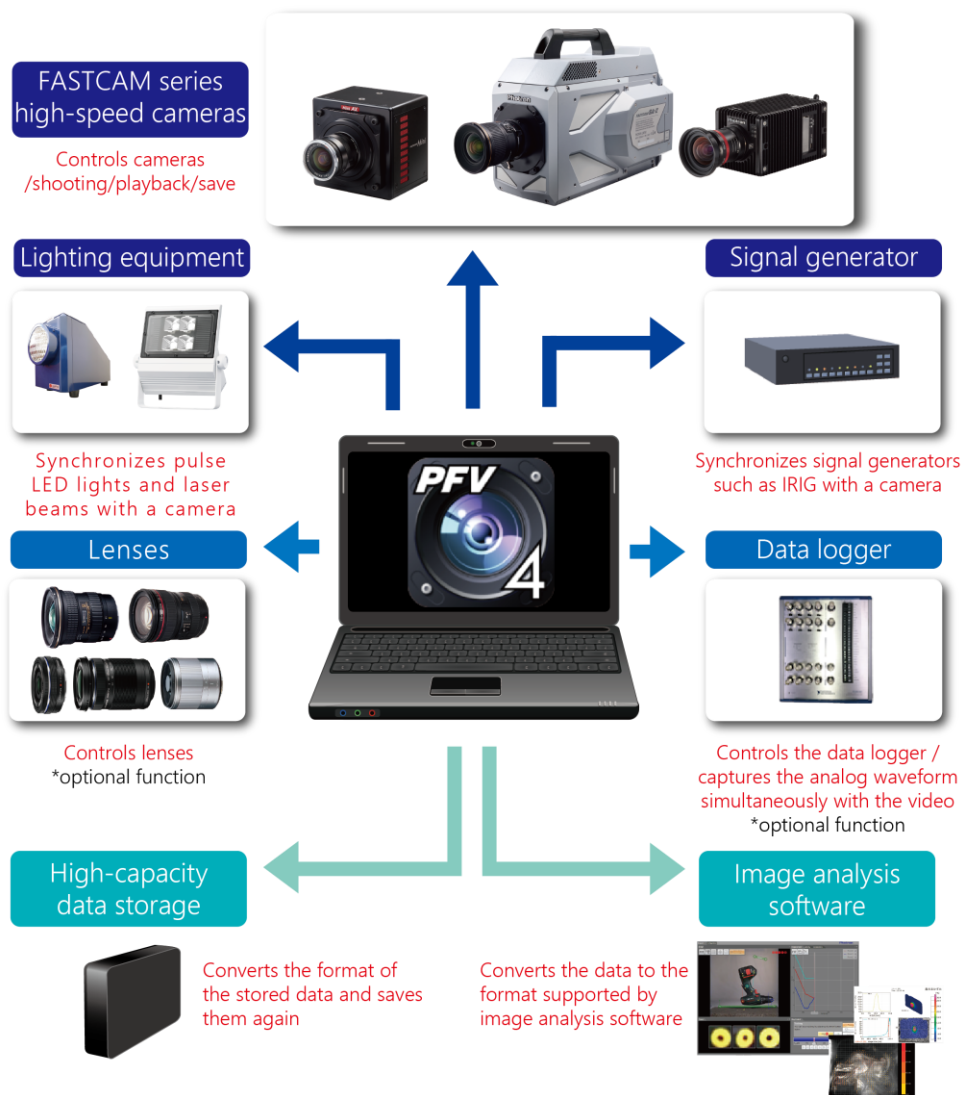 FASTCAM series
high-speed cameras
Controls cameras
/shooting/playback/save
Lighting equipment
Signal generator
Synchronizes pulse
LED lights and laser
beams with a camera
Synchronizes signal generators
such as IRIG with a camera
PFV
4
Lenses
Data logger
Controls lenses
*optional function
Controls the data logger /
captures the analog waveform
simultaneously with the video
*optional function
High-capacity
data storage
Image analysis
software
Converts the format of
the stored data and saves
them again
Converts the data to the
format supported by
image analysis software